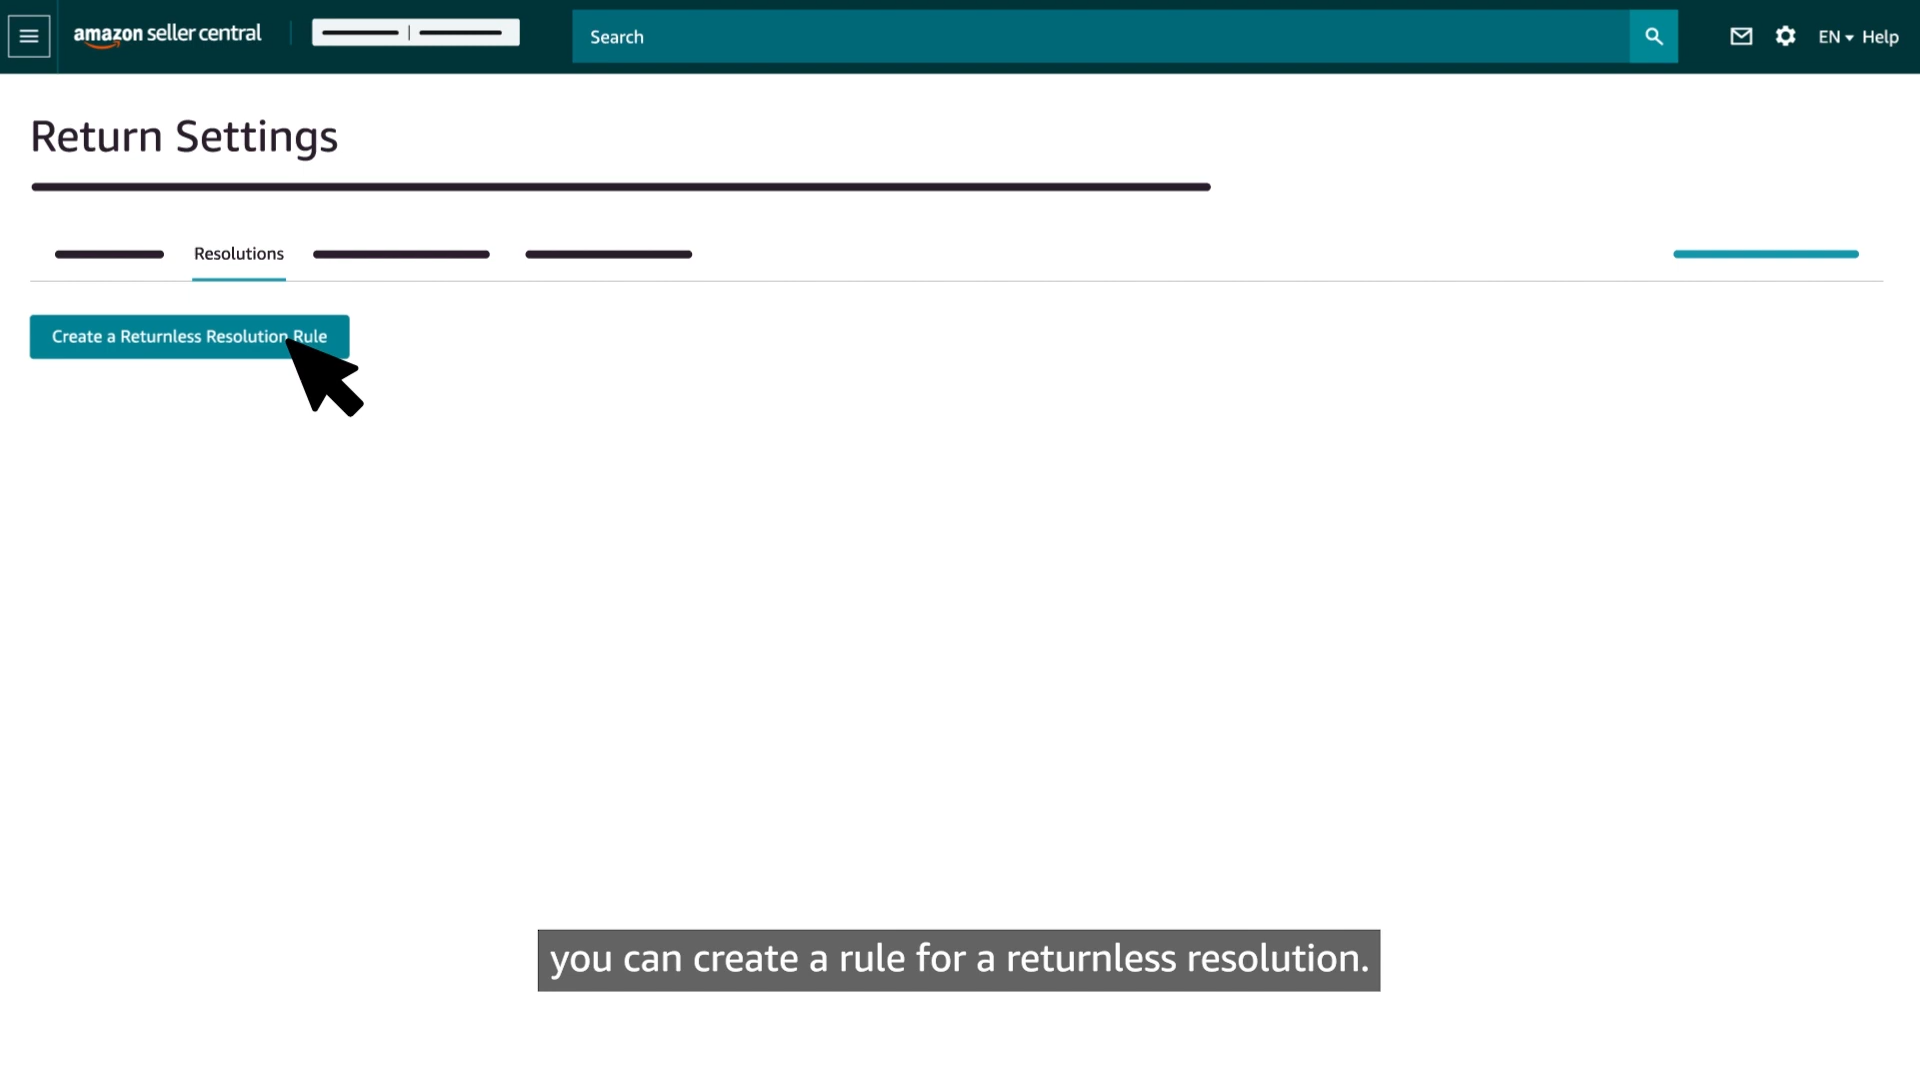 amazon seller central
Search
EN
Help
Return Settings
Resolutions
Create a Returnless Resolution Rule
you can create a rule for a returnless resolution.